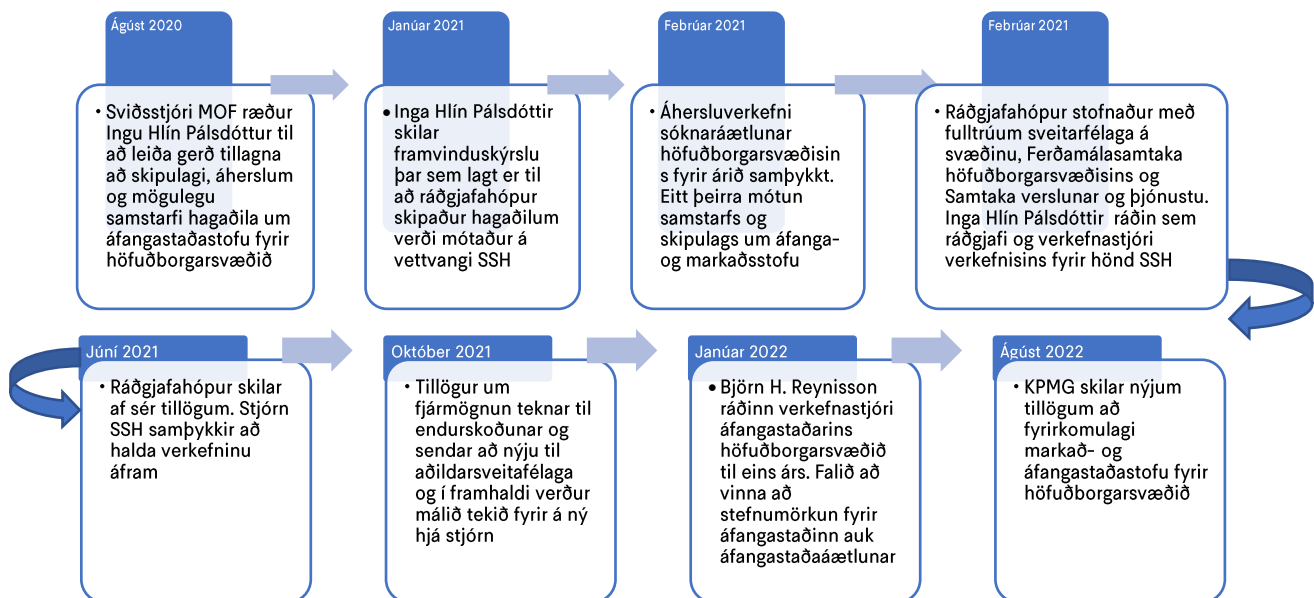 Ágúst 2020
• Sviðsstjóri MOF ræður
Ingu Hlín Pálsdóttur til
að leiða gerð tillagna
að skipulagi, áherslum
og mögulegu
samstarfi hagaðila um
áfangastaðastofu fyrir
höfuðborgarsvæðið
Janúar 2021
• Inga Hlín Pálsdóttir
skilar
framvinduskýrslu
þar sem lagt er til
að ráðgjafahópur
skipaður hagaðilum
verði mótaður á
vettvangi SSH
Febrúar 2021
• Áhersluverkefni
sóknaráætlunar
höfuðborgarsvæðisin
s fyrir árið samþykkt.
Eitt þeirra mótun
samstarfs og
skipulags um áfanga-
og markaðsstofu
Febrúar 2021
• Ráðgjafahópur stofnaður með
fulltrúum sveitarfélaga á
svæðinu, Ferðamálasamtaka
höfuðborgarsvæðisins og
Samtaka verslunar og þjónustu.
Inga Hlín Pálsdóttir ráðin sem
ráðgjafi og verkefnastjóri
verkefnisins fyrir hönd SSH
Júní 2021
• Ráðgjafahópur skilar
af sér tillögum. Stjórn
SSH samþykkir að
halda verkefninu
áfram
Október 2021
• Tillögur um
fjármögnun teknar til
endurskoðunar og
sendar að nýju til
aðildarsveitafélaga
og í framhaldi verður
málið tekið fyrir á ný
hjá stjórn
Janúar 2022
• Björn H. Reynisson
ráðinn verkefnastjóri
áfangastaðarins
höfuðborgarsvæðið
til eins árs. Falið að
vinna að
stefnumörkun fyrir
áfangastaðinn auk
áfangastaðaáætlunar
Ágúst 2022
• KPMG skilar nýjum
tillögum að
fyrirkomulagi
markað- og
áfangastaðastofu fyrir
höfuðborgarsvæðið